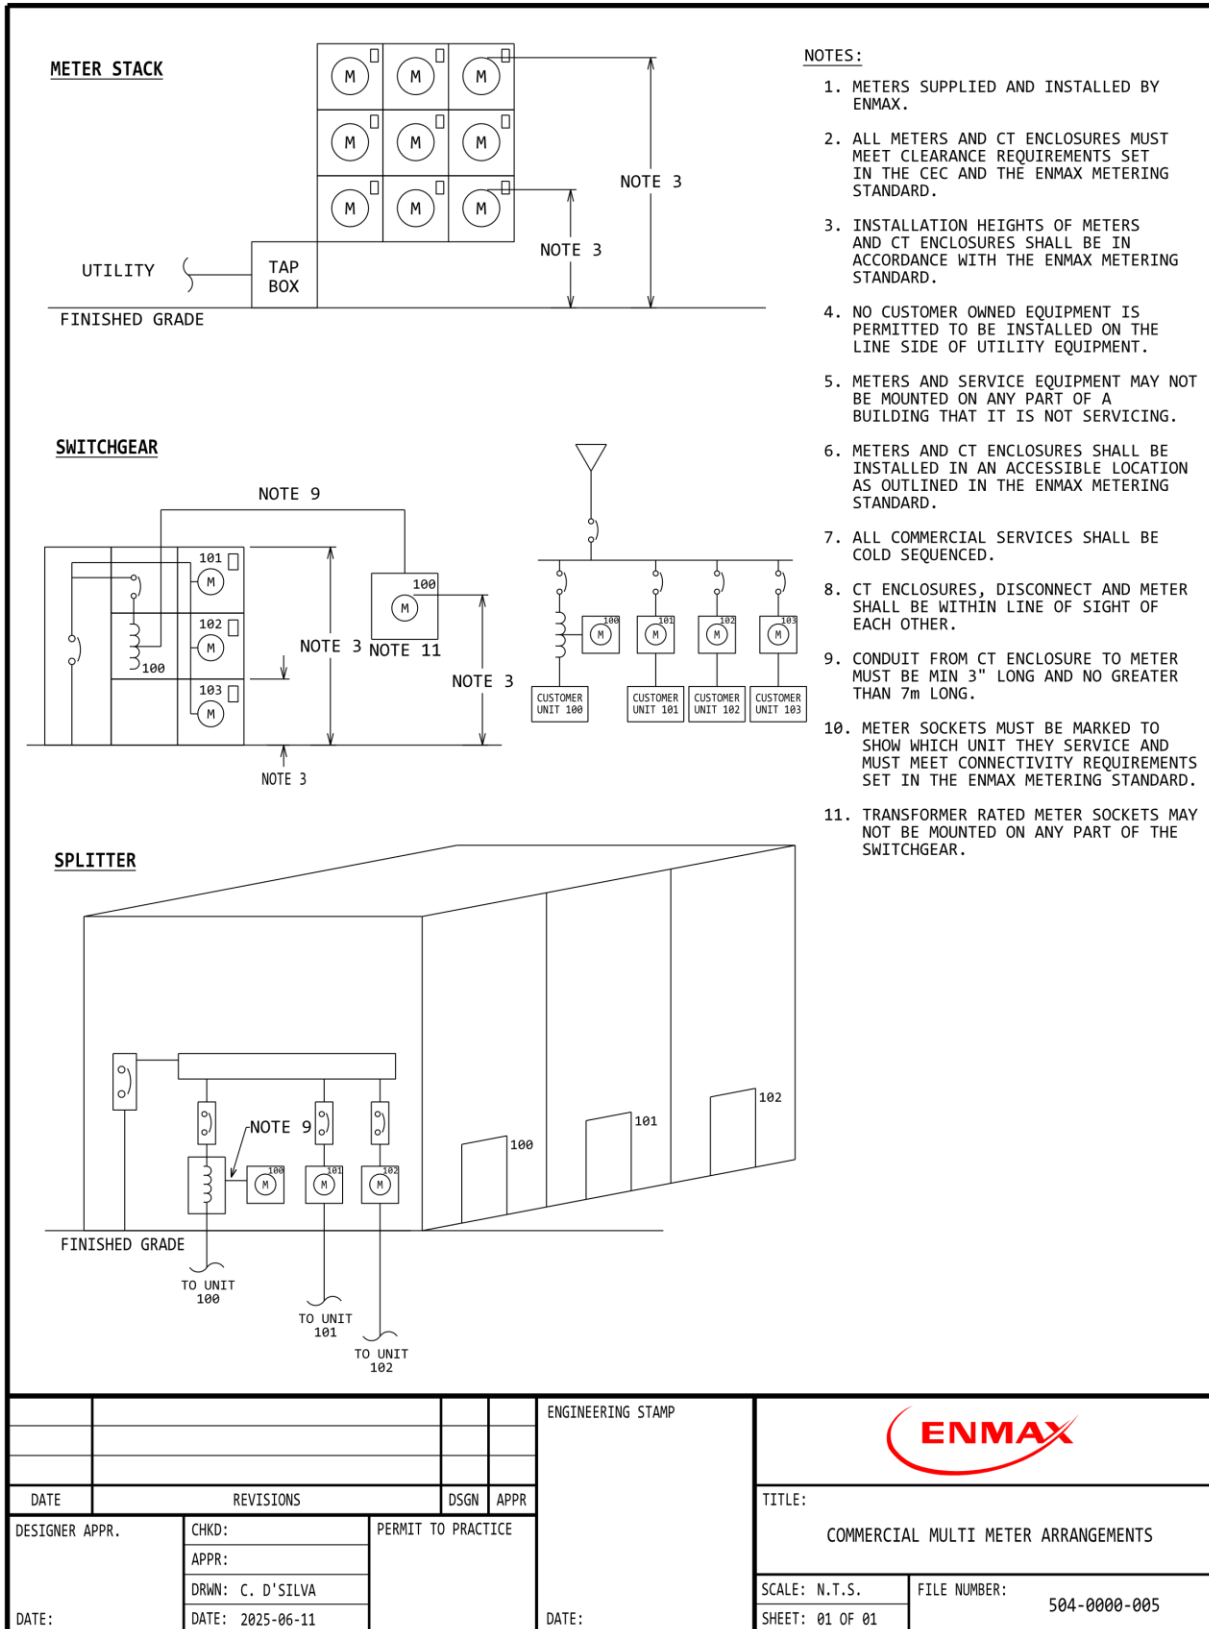 METER STACK
M M M
M M M
M M M
NOTE 3
NOTE 3
UTILITY
TAP
BOX
FINISHED GRADE
SWITCHGEAR
NOTE 9
101
M
102
M
103
M
100
100
M
NOTE 11
NOTE 3
NOTE 3
NOTE 3
100
M
101
M
102
M
103
M
CUSTOMER
UNIT 100
CUSTOMER
UNIT 101
CUSTOMER
UNIT 102
CUSTOMER
UNIT 103
SPLITTER
NOTE 9
100
M
101
M
102
M
100
101
102
FINISHED GRADE
TO UNIT
100
TO UNIT
101
TO UNIT
102
NOTES:
1. METERS SUPPLIED AND INSTALLED BY
ENMAX.
2. ALL METERS AND CT ENCLOSURES MUST
MEET CLEARANCE REQUIREMENTS SET
IN THE CEC AND THE ENMAX METERING
STANDARD.
3. INSTALLATION HEIGHTS OF METERS
AND CT ENCLOSURES SHALL BE IN
ACCORDANCE WITH THE ENMAX METERING
STANDARD.
4. NO CUSTOMER OWNED EQUIPMENT IS
PERMITTED TO BE INSTALLED ON THE
LINE SIDE OF UTILITY EQUIPMENT.
5. METERS AND SERVICE EQUIPMENT MAY NOT
BE MOUNTED ON ANY PART OF A
BUILDING THAT IT IS NOT SERVICING.
6. METERS AND CT ENCLOSURES SHALL BE
INSTALLED IN AN ACCESSIBLE LOCATION
AS OUTLINED IN THE ENMAX METERING
STANDARD.
7. ALL COMMERCIAL SERVICES SHALL BE
COLD SEQUENCED.
8. CT ENCLOSURES, DISCONNECT AND METER
SHALL BE WITHIN LINE OF SIGHT OF
EACH OTHER.
9. CONDUIT FROM CT ENCLOSURE TO METER
MUST BE MIN 3" LONG AND NO GREATER
THAN 7m LONG.
10. METER SOCKETS MUST BE MARKED TO
SHOW WHICH UNIT THEY SERVICE AND
MUST MEET CONNECTIVITY REQUIREMENTS
SET IN THE ENMAX METERING STANDARD.
11. TRANSFORMER RATED METER SOCKETS MAY
NOT BE MOUNTED ON ANY PART OF THE
SWITCHGEAR.
DATE REVISIONS DSGN APPR
DESIGNER APPR.
DATE:
CHKD:
APPR:
DRWN: C. D'SILVA
DATE: 2025-06-11
PERMIT TO PRACTICE
ENGINEERING STAMP
DATE:
ENMAX
TITLE:
COMMERCIAL MULTI METER ARRANGEMENTS
SCALE: N.T.S.
SHEET: 01 OF 01
FILE NUMBER:
504-0000-005